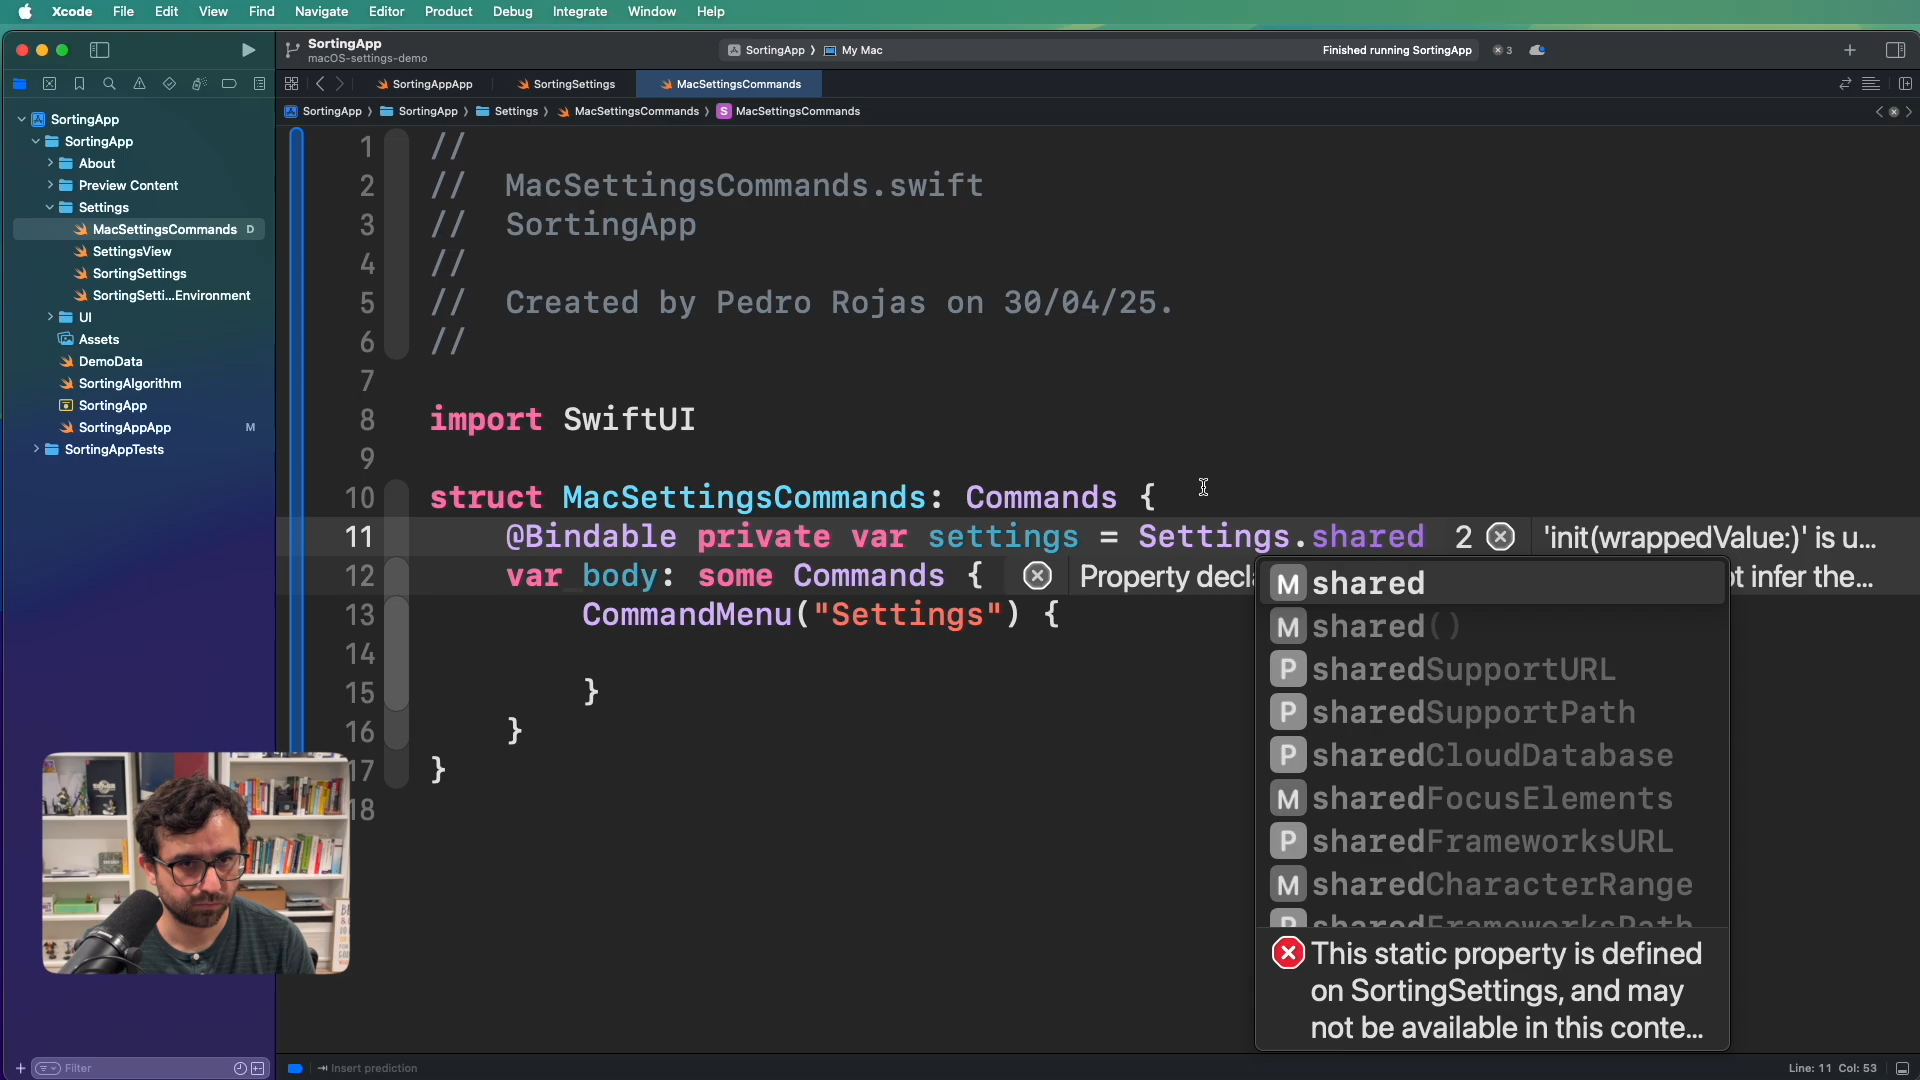 Xcode File Edit View Find Navigate Editor Product Debug Integrate Window Help
SortingApp
macOS-settings-demo
SortingApp 〉 My Mac
Finished running SortingApp
3
SortingAppApp
SortingSettings
MacSettingsCommands
SortingApp 〉 SortingApp 〉 Settings 〉 MacSettingsCommands 〉 S MacSettingsCommands
SortingApp
SortingApp
About
Preview Content
Settings
MacSettingsCommands D
SettingsView
SortingSettings
SortingSetti...Environment
UI
Assets
DemoData
SortingAlgorithm
SortingApp
SortingAppApp M
SortingAppTests
1 //
2 // MacSettingsCommands.swift
3 // SortingApp
4 //
5 // Created by Pedro Rojas on 30/04/25.
6 //
7
8 import SwiftUI
9
10 struct MacSettingsCommands: Commands {
11 @Bindable private var settings = Settings.shared 2 'init(wrappedValue:)' is u...
12 var body: some Commands { Property decl t infer the...
13 CommandMenu("Settings") {
14
15 }
16 }
17 }
18
M shared
M shared()
P sharedSupportURL
P sharedSupportPath
P sharedCloudDatabase
M sharedFocusElements
P sharedFrameworksURL
M sharedCharacterRange
P sharedFrameworksPath
This static property is defined
on SortingSettings, and may
not be available in this conte...
Filter
Insert prediction
Line: 11 Col: 53